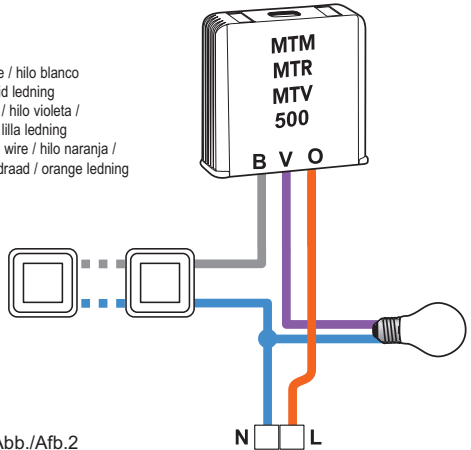 / hilo blanco
ledning
/ hilo violeta /
lilla ledning
wire / hilo naranja /
/ orange ledning
MTM
MTR
MTV
500
B V O
N L
Abb./Afb.2